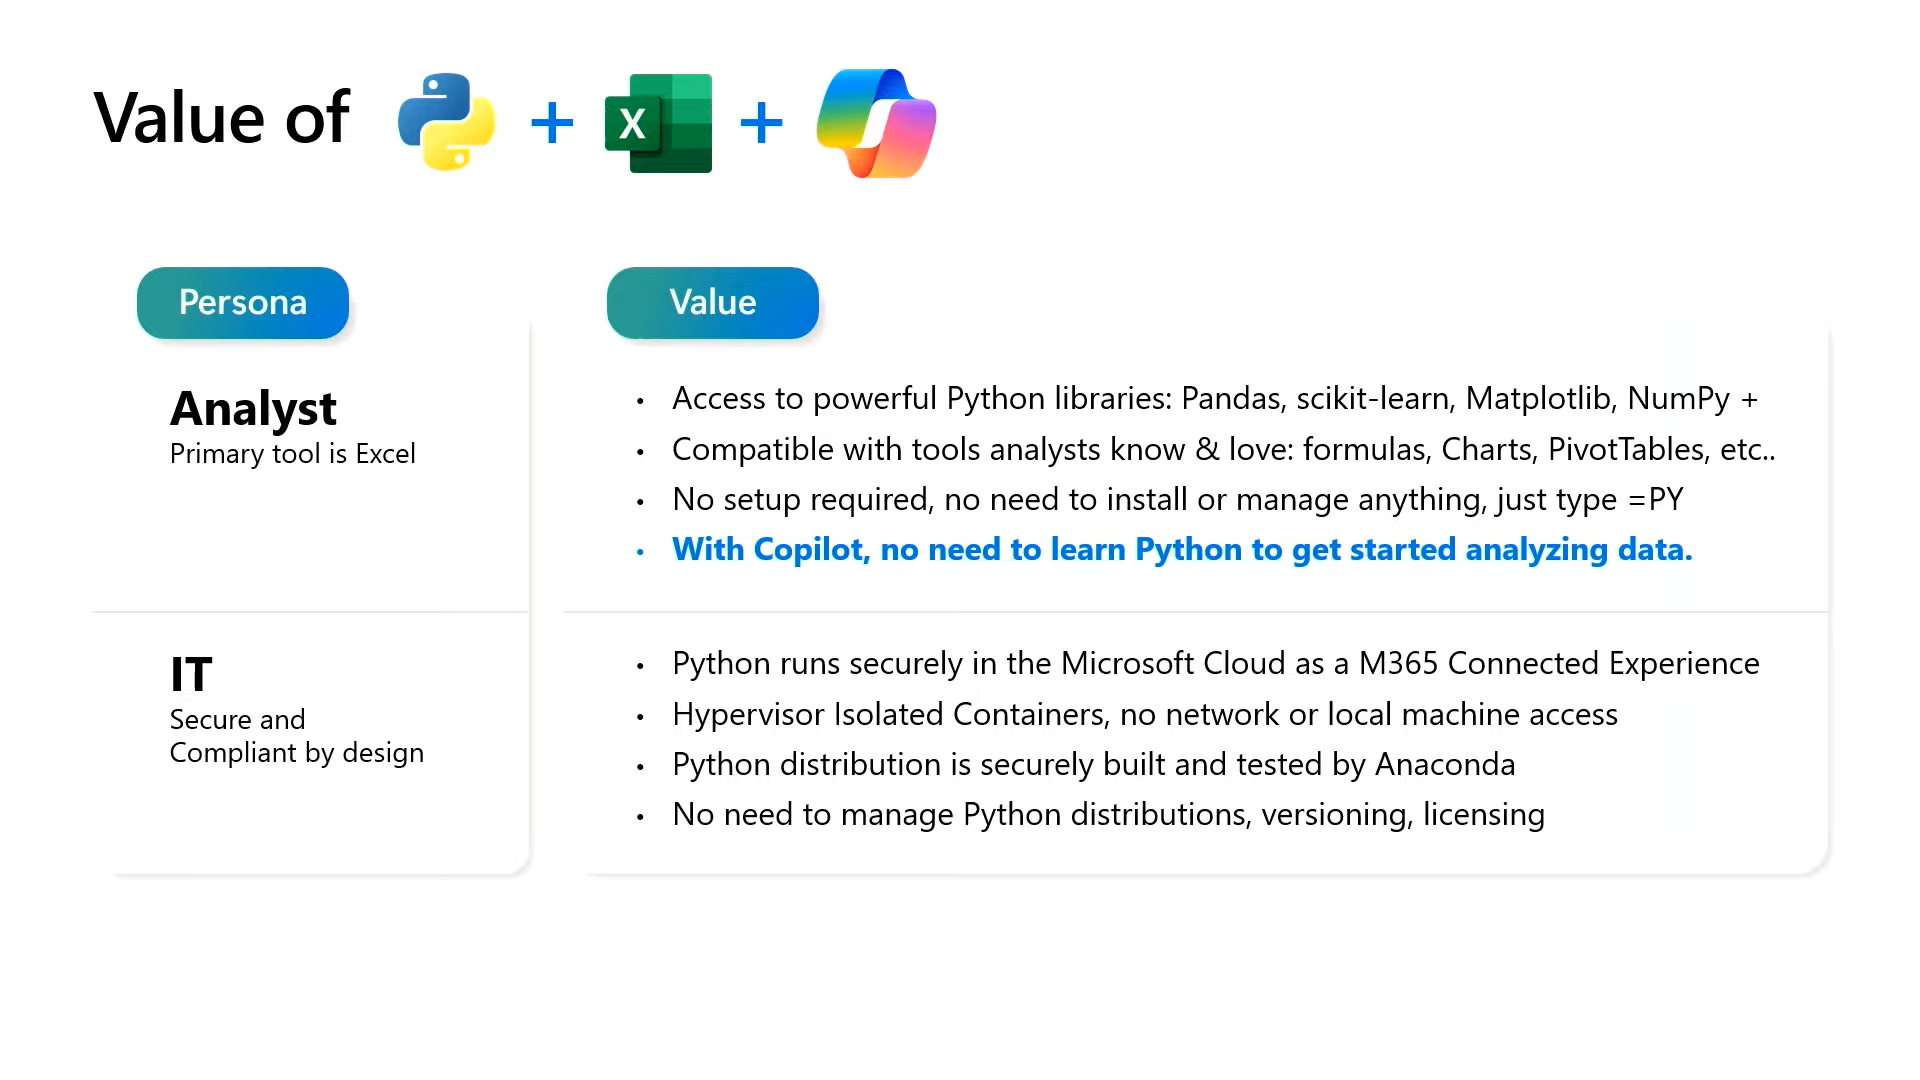 Value of
X
Persona
Value
Analyst
Primary tool is Excel
• Access to powerful Python libraries: Pandas, scikit-learn, Matplotlib, NumPy +
• Compatible with tools analysts know & love: formulas, Charts, PivotTables, etc..
• No setup required, no need to install or manage anything, just type =PY
• With Copilot, no need to learn Python to get started analyzing data.
IT
Secure and
Compliant by design
• Python runs securely in the Microsoft Cloud as a M365 Connected Experience
• Hypervisor Isolated Containers, no network or local machine access
• Python distribution is securely built and tested by Anaconda
• No need to manage Python distributions, versioning, licensing